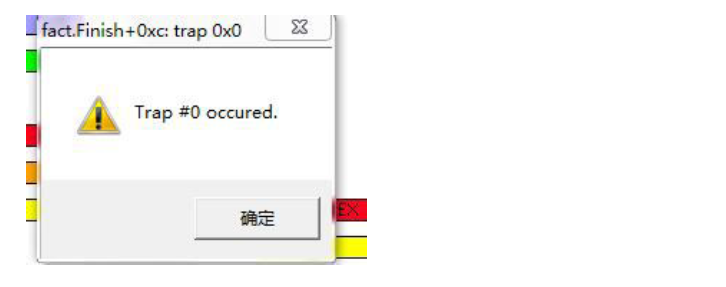 fact.Finish+0xc: trap 0x0
Trap #0 occured.
确定
EX